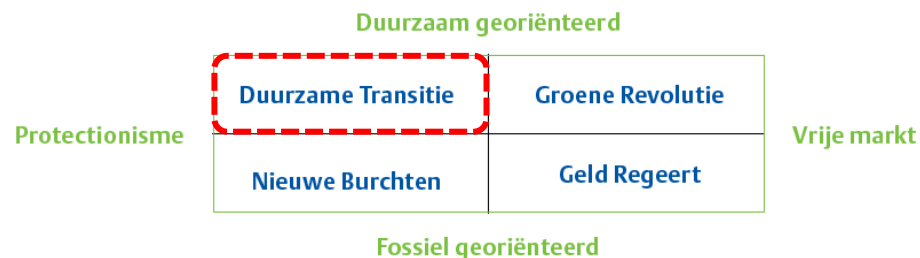 Duurzaam georiënteerd
Duurzame Transitie
Groene Revolutie
Protectionisme
Vrije markt
Nieuwe Burchten
Geld Regeert
Fossiel georiënteerd